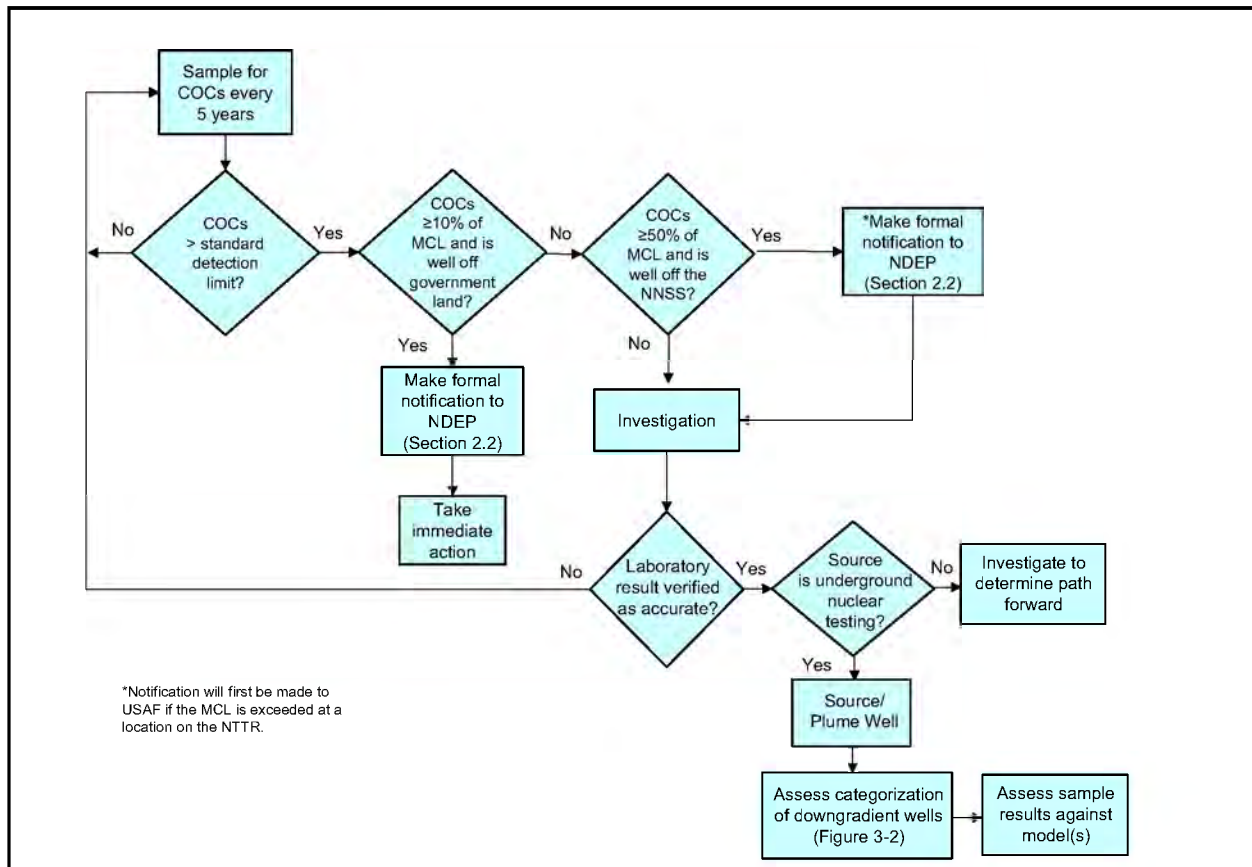 Sample for
COCs every
5 years
COCs
> standard
detection
limit?
No
Yes
COCs
≥10% of
MCL and is
well off
government
land?
No
Yes
COCs
≥50% of
MCL and is
well off the
NNSS?
Yes
No
*Make formal
notification to
NDEP
(Section 2.2)
Make formal
notification to
NDEP
(Section 2.2)
Take
immediate
action
Investigation
Laboratory
result verified
as accurate?
No
Yes
Source
is underground
nuclear
testing?
No
Yes
Investigate to
determine path
forward
Source/
Plume Well
Assess categorization
of downgradient wells
(Figure 3-2)
Assess sample
results against
model(s)
*Notification will first be made to
USAF if the MCL is exceeded at a
location on the NTTR.